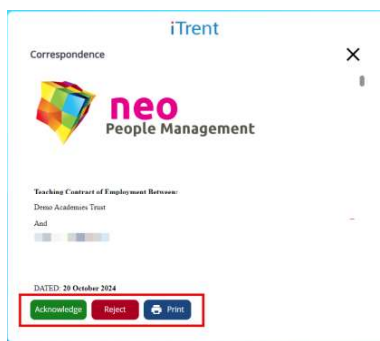 iTrent
Correspondence
neo
People Management
Teaching Contract of Employment Between:
Demo Academies Trust
And
DATED: 20 October 2024
Acknowledge Reject Print